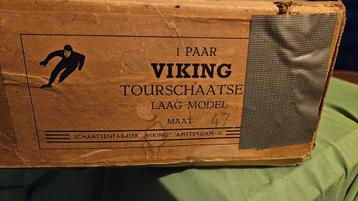 1 PAAR
VIKING
TOURSCHAATSE
LAAG MODEL
MAAT 47
SCHAATSENFABRIEK „VIKING", AMSTERDAM-O.